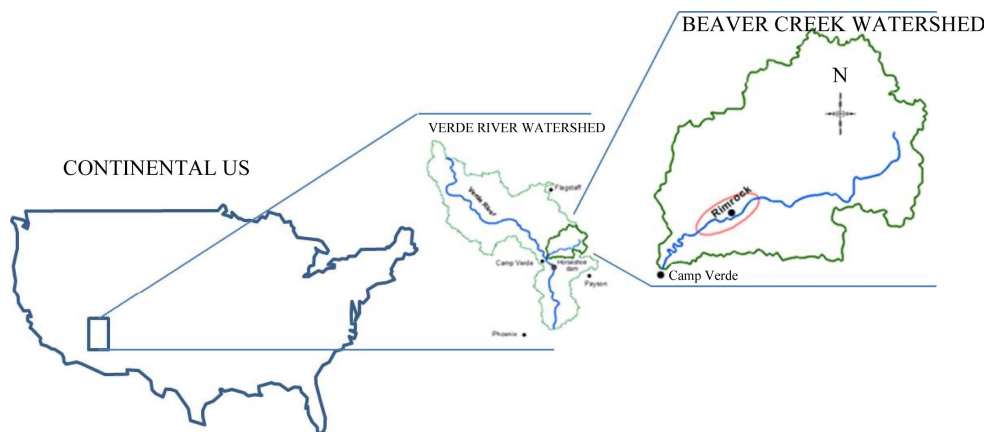 CONTINENTAL US
VERDE RIVER WATERSHED
Flagstaff
Verde River
Camp Verde
Horseshoe
dam
Payson
Phoenix
BEAVER CREEK WATERSHED
N
Rimrock
Camp Verde